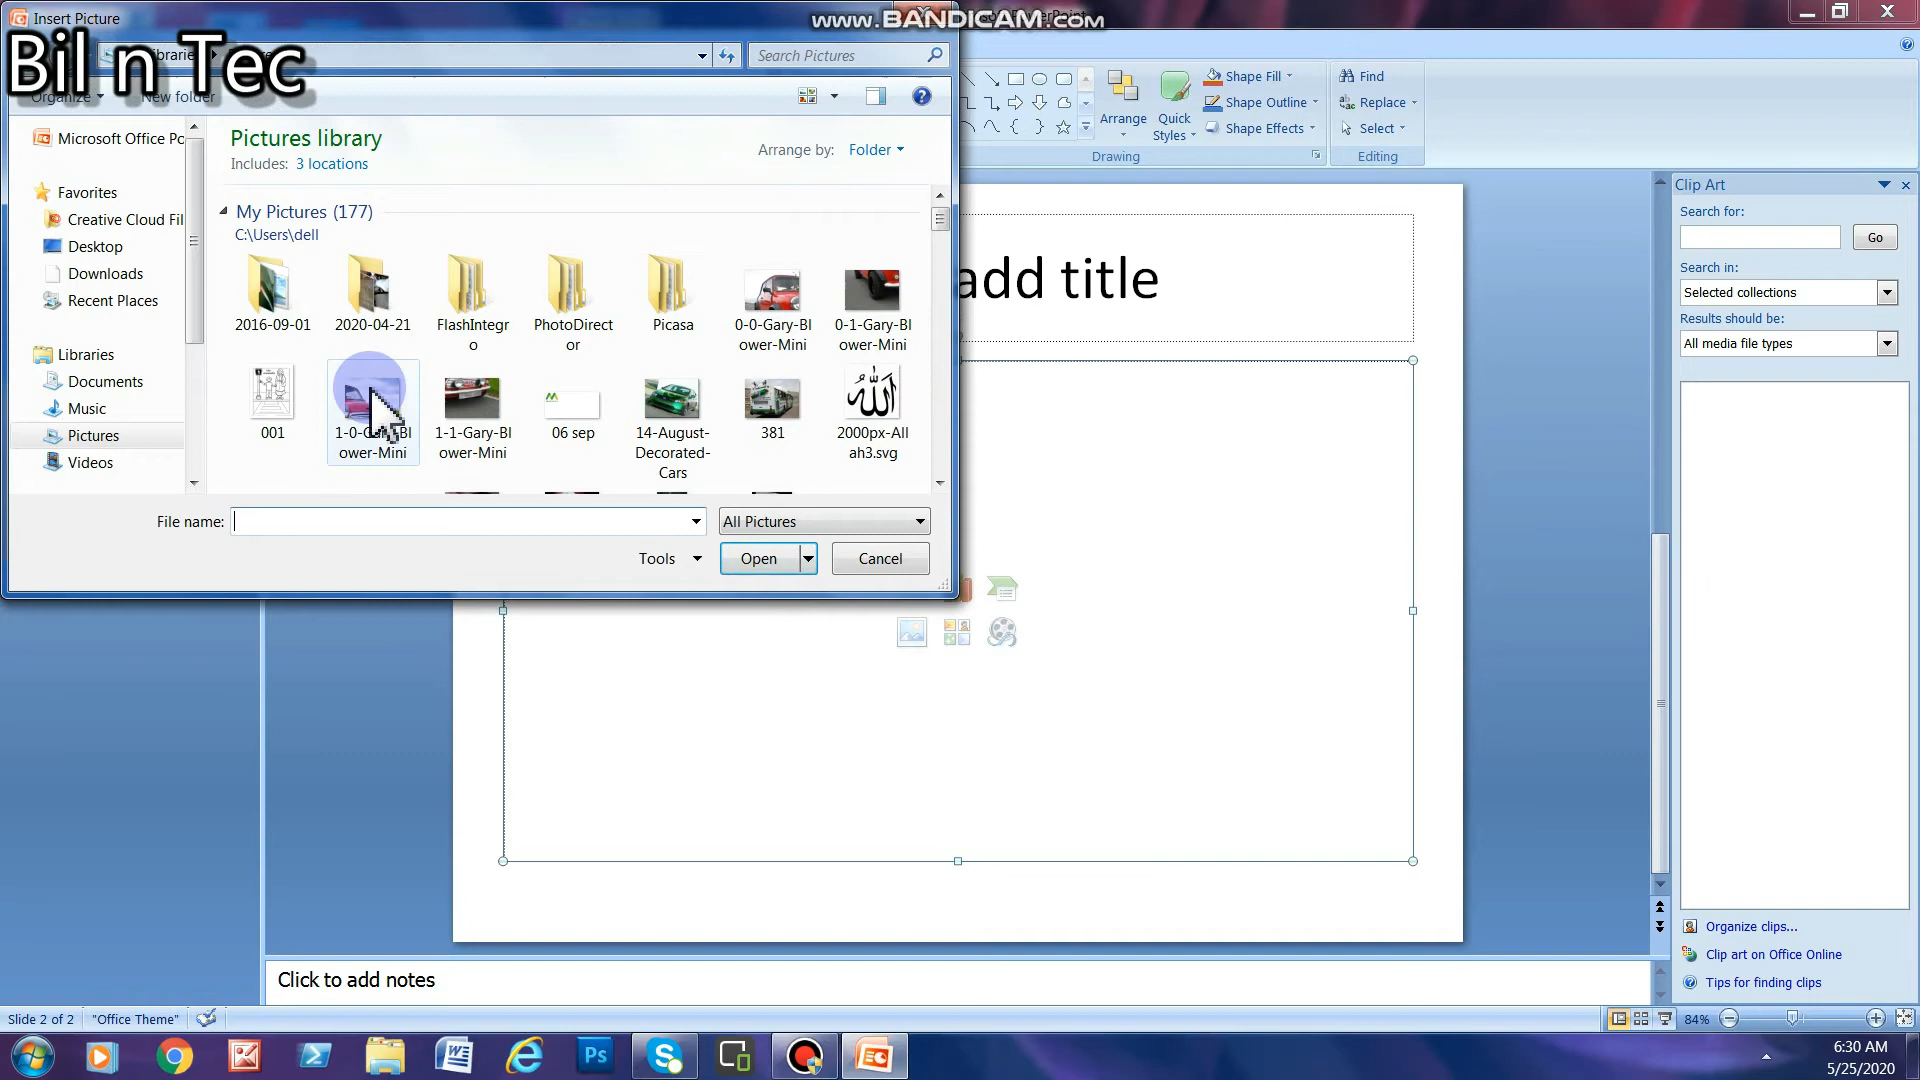 Insert Picture
www.BANDICAM.com
Bil n Tec
Search Pictures
Organize
New folder
Shape Fill
Shape Outline
Shape Effects
Arrange
Quick
Styles
Drawing
Find
Replace
Select
Editing
Microsoft Office Po
Favorites
Creative Cloud Fil
Desktop
Downloads
Recent Places
Libraries
Documents
Music
Pictures
Videos
Pictures library
Includes: 3 locations
Arrange by: Folder
My Pictures (177)
C:\Users\dell
2016-09-01
2020-04-21
FlashIntegr
o
PhotoDirect
or
Picasa
0-0-Gary-Bl
ower-Mini
0-1-Gary-Bl
ower-Mini
001
ower-Mini
1-1-Gary-Bl
ower-Mini
06 sep
14-August-
Decorated-
Cars
381
الله
2000px-All
ah3.svg
File name:
All Pictures
Tools
Open
Cancel
add title
Clip Art
Search for:
Go
Search in:
Selected collections
Results should be:
All media file types
Organize clips...
Clip art on Office Online
Tips for finding clips
Click to add notes
Slide 2 of 2
"Office Theme"
84%
Ps
6:30 AM
5/25/2020